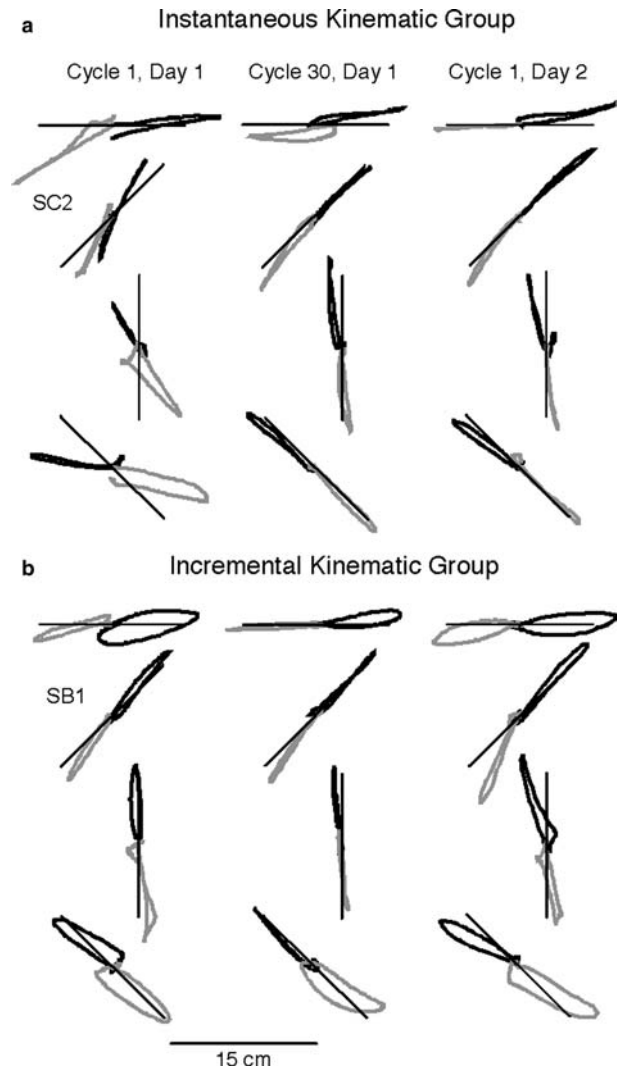 a
Instantaneous Kinematic Group
Cycle 1, Day 1
Cycle 30, Day 1
Cycle 1, Day 2
SC2
b
Incremental Kinematic Group
SB1
15 cm